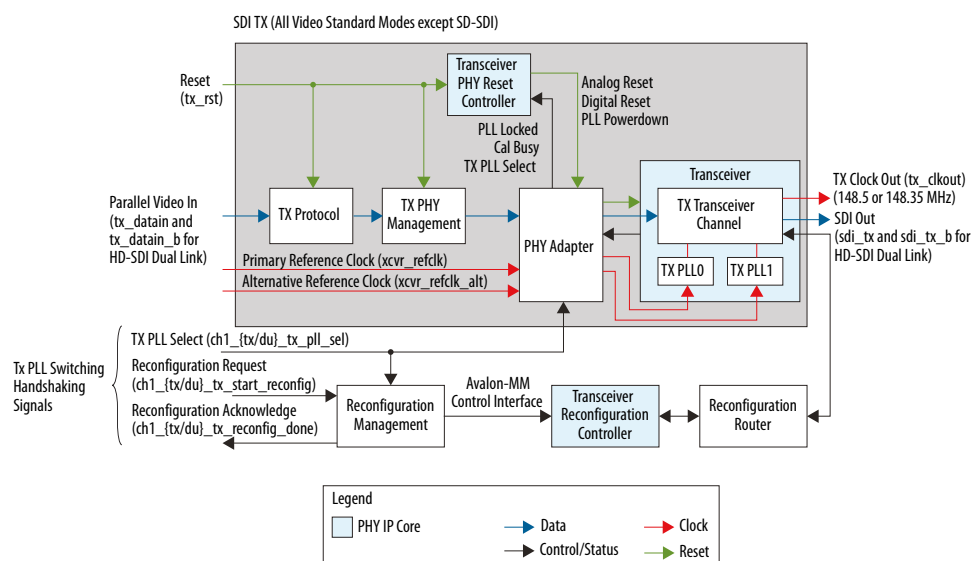 SDI TX (All Video Standard Modes except SD-SDI)
Reset
(tx_rst)
Transceiver
PHY Reset
Controller
Analog Reset
Digital Reset
PLL Powerdown
PLL Locked
Cal Busy
TX PLL Select
Parallel Video In
(tx_datain and
tx_datain_b for
HD-SDI Dual Link)
TX Protocol
TX PHY
Management
PHY Adapter
Transceiver
TX Transceiver
Channel
TX PLL0
TX PLL1
TX Clock Out (tx_clkout)
(148.5 or 148.35 MHz)
SDI Out
(sdi_tx and sdi_tx_b for
HD-SDI Dual Link)
Primary Reference Clock (xcvr_refclk)
Alternative Reference Clock (xcvr_refclk_alt)
Tx PLL Switching
Handshaking
Signals
TX PLL Select (ch1_{tx/du}_tx_pll_sel)
Reconfiguration Request
(ch1_{tx/du}_tx_start_reconfig)
Reconfiguration Acknowledge
(ch1_{tx/du}_tx_reconfig_done)
Reconfiguration
Management
Avalon-MM
Control Interface
Transceiver
Reconfiguration
Controller
Reconfiguration
Router
Legend
PHY IP Core
Data
Control/Status
Clock
Reset